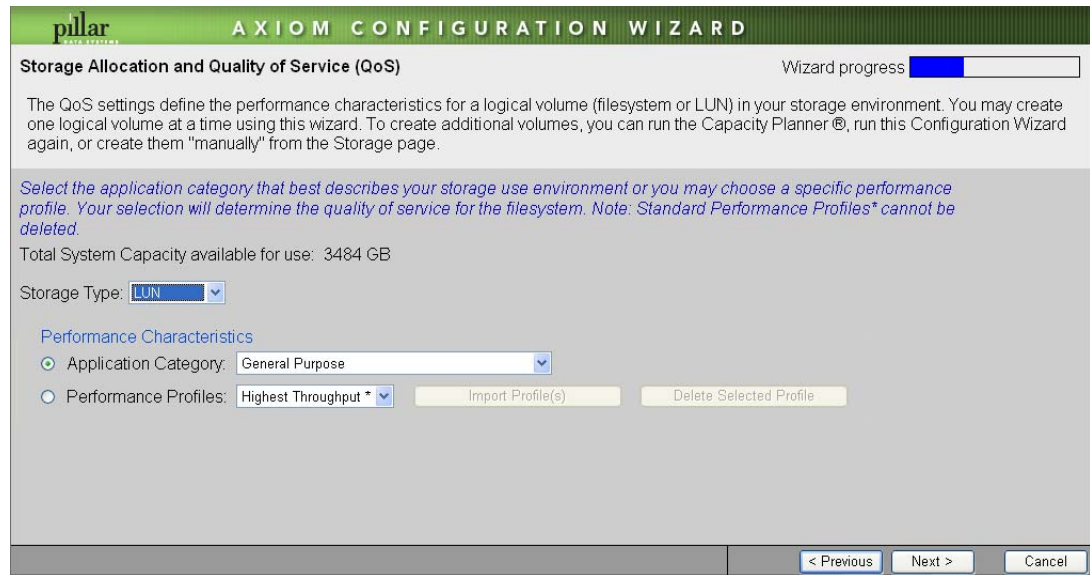 pillar
DATA SYSTEMS
AXIOM CONFIGURATION WIZARD
Storage Allocation and Quality of Service (QoS)
Wizard progress
The QoS settings define the performance characteristics for a logical volume (filesystem or LUN) in your storage environment. You may create
one logical volume at a time using this wizard. To create additional volumes, you can run the Capacity Planner ®, run this Configuration Wizard
again, or create them "manually" from the Storage page.
Select the application category that best describes your storage use environment or you may choose a specific performance
profile. Your selection will determine the quality of service for the filesystem. Note: Standard Performance Profiles* cannot be
deleted.
Total System Capacity available for use: 3484 GB
Storage Type: LUN
Performance Characteristics
Application Category: General Purpose
Performance Profiles: Highest Throughput * Import Profile(s) Delete Selected Profile
< Previous Next > Cancel